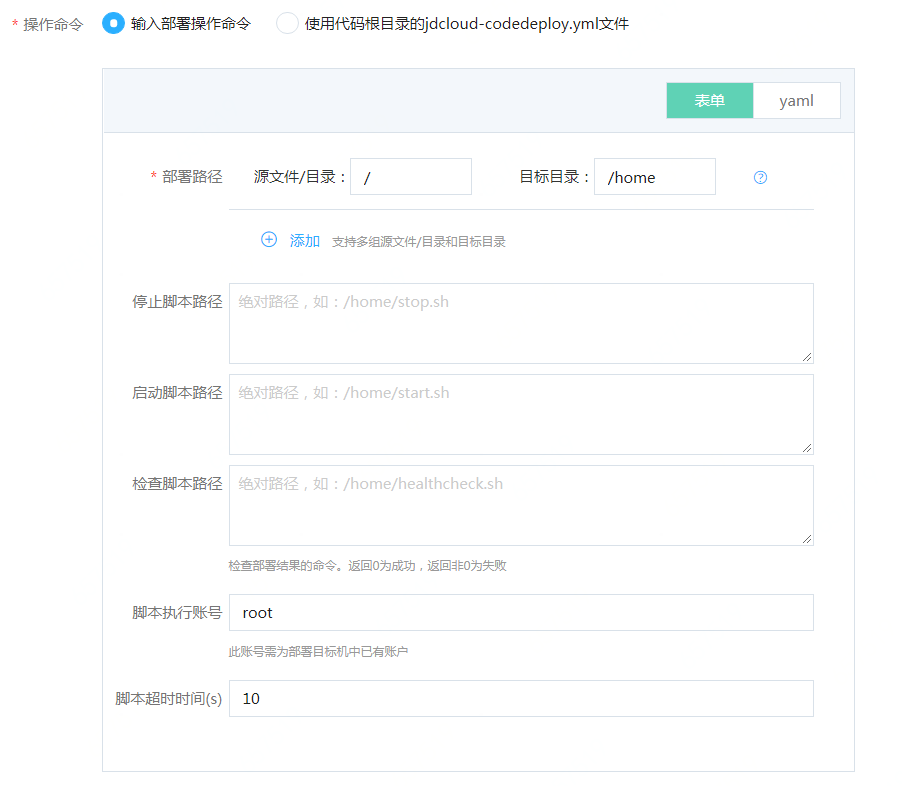 * 操作命令 输入部署操作命令 使用代码根目录的jdcloud-codedeploy.yml文件
表单 yaml
* 部署路径 源文件/目录： / 目标目录： /home ?
添加 支持多组源文件/目录和目标目录
停止脚本路径 绝对路径，如：/home/stop.sh
启动脚本路径 绝对路径，如：/home/start.sh
检查脚本路径 绝对路径，如：/home/healthcheck.sh
检查部署结果的命令。返回0为成功，返回非0为失败
脚本执行账号 root
此账号需为部署目标机中已有账户
脚本超时时间(s) 10